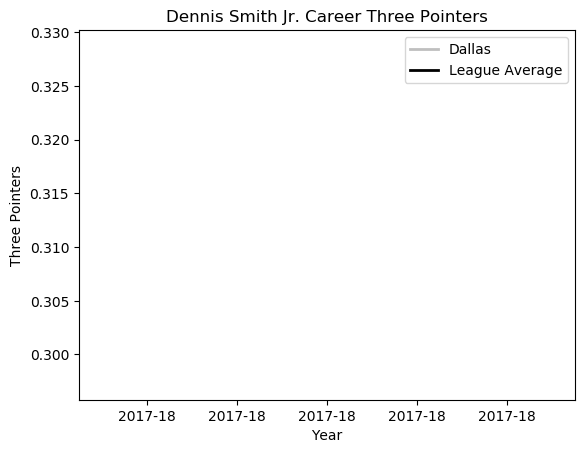 Dennis Smith Jr. Career Three Pointers
Dallas
League Average
Three Pointers
0.330
0.325
0.320
0.315
0.310
0.305
0.300
2017-18 2017-18 2017-18 2017-18 2017-18
Year